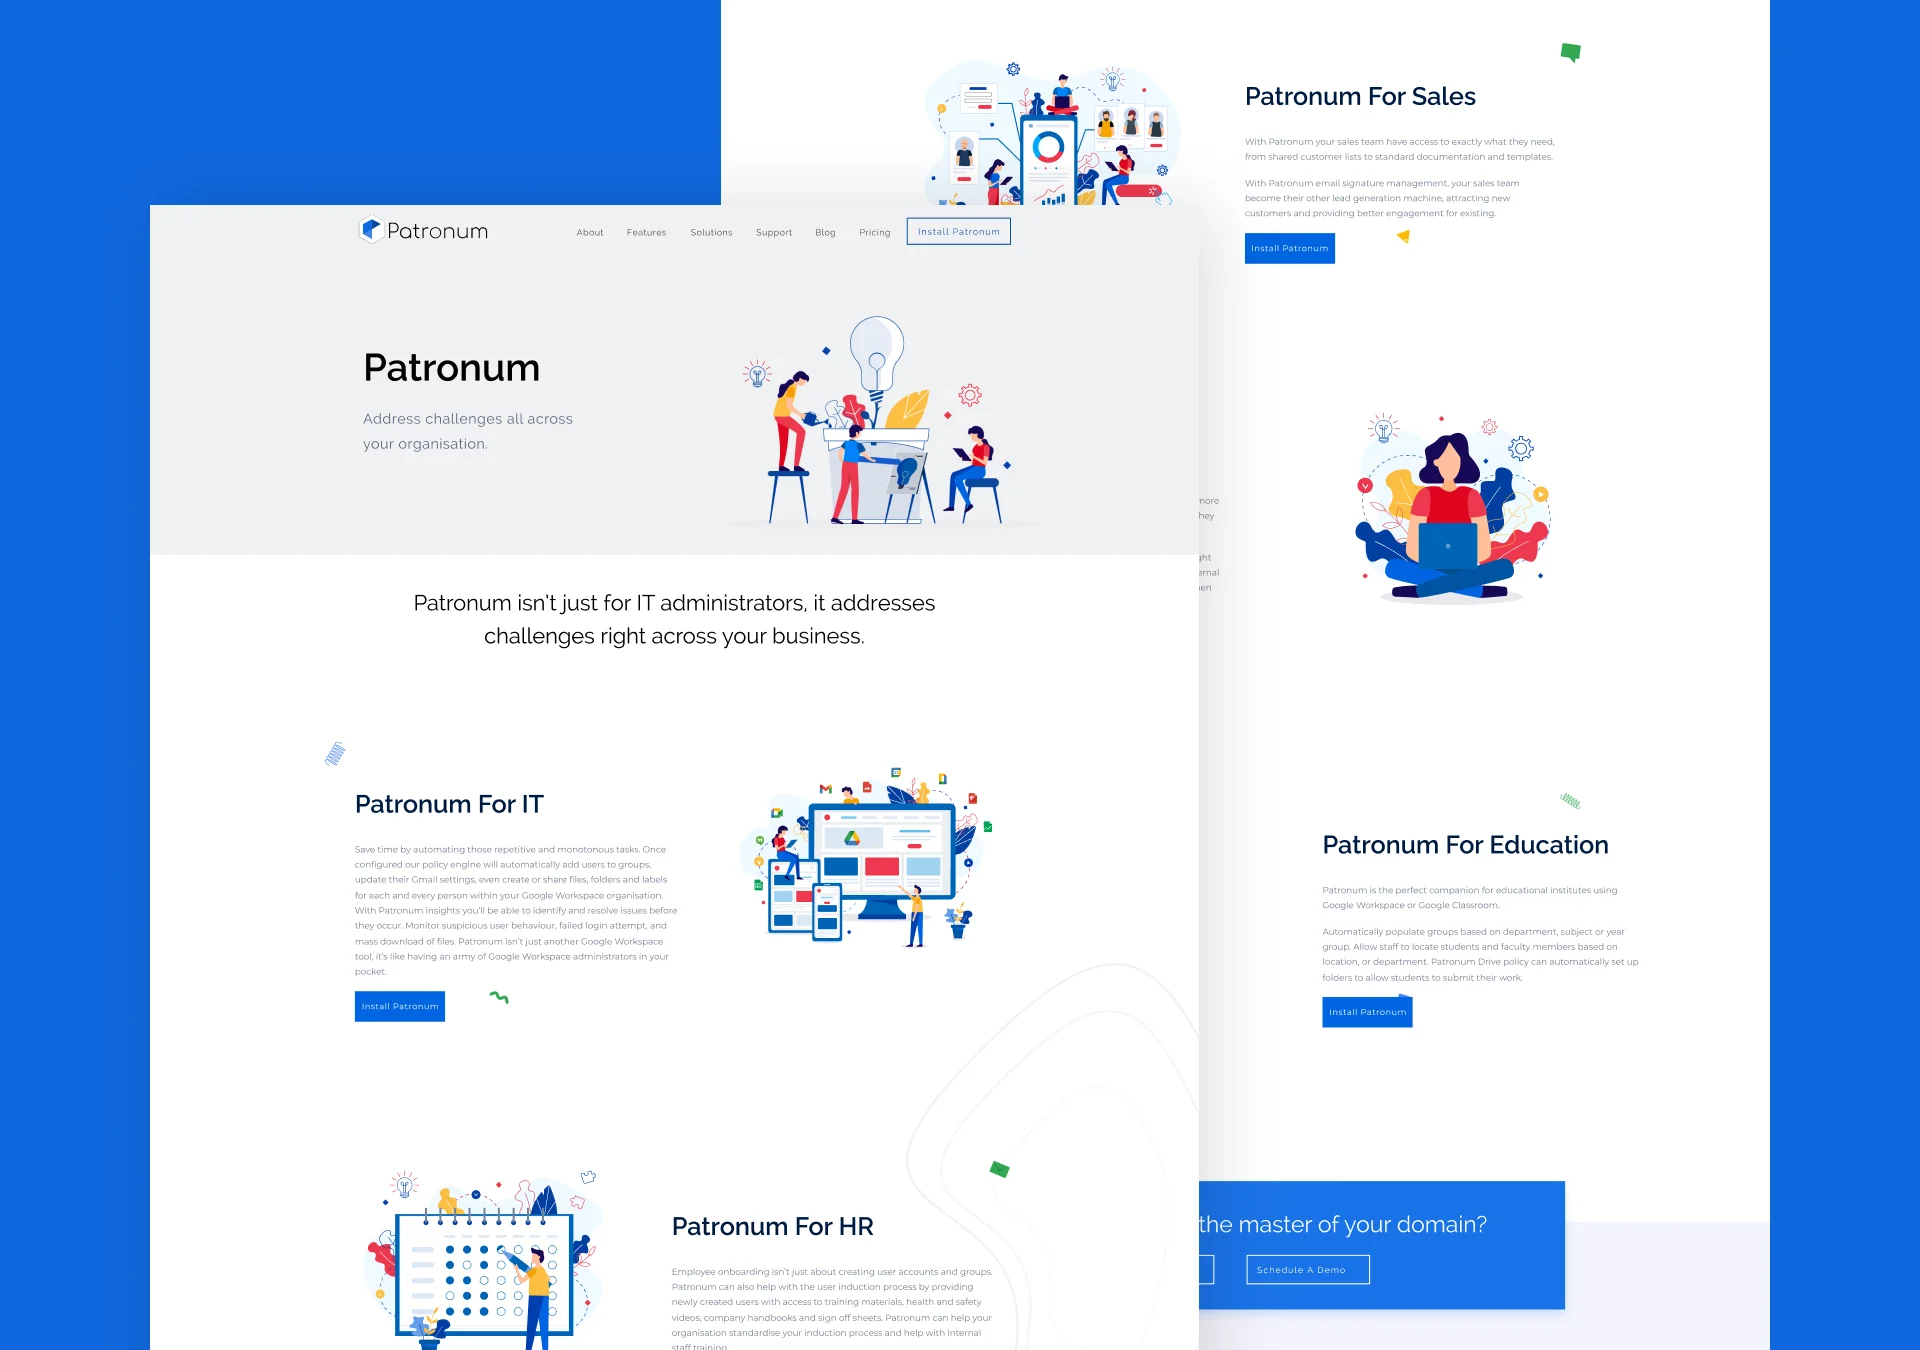 Patronum
About
Features
Solutions
Support
Blog
Pricing
Install Patronum
Patronum
Address challenges all across
your organisation.
Patronum isn't just for IT administrators, it addresses
challenges right across your business.
Patronum For IT
Save time by automating those repetitive and monotonous tasks. Once
configured our policy engine will automatically add users to groups,
update their Gmail settings, even create or share files, folders and labels
for each and every person within your Google Workspace organisation.
With Patronum insights you'll be able to identify and resolve issues before
they occur. Monitor suspicious user behaviour, failed login attempt, and
mass download of files. Patronum isn't just another Google Workspace
tool, it's like having an army of Google Workspace administrators in your
pocket.
Install Patronum
Patronum For HR
Employee onboarding isn't just about creating user accounts and groups.
Patronum can also help with the user induction process by providing
newly created users with access to training materials, health and safety
videos, company handbooks and sign off sheets. Patronum can help your
organisation standardise your induction process and help with internal
staff training.
Patronum For Sales
With Patronum your sales team have access to exactly what they need,
from shared customer lists to standard documentation and templates.
With Patronum email signature management, your sales team
become their other lead generation machine, attracting new
customers and providing better engagement for existing.
Install Patronum
more
Patronum For Education
Patronum is the perfect companion for educational institutes using
Google Workspace or Google Classroom.
Automatically populate groups based on department, subject or year
group. Allow staff to locate students and faculty members based on
location, or department. Patronum Drive policy can automatically set up
folders to allow students to submit their work.
Install Patronum
the master of your domain?
Schedule A Demo